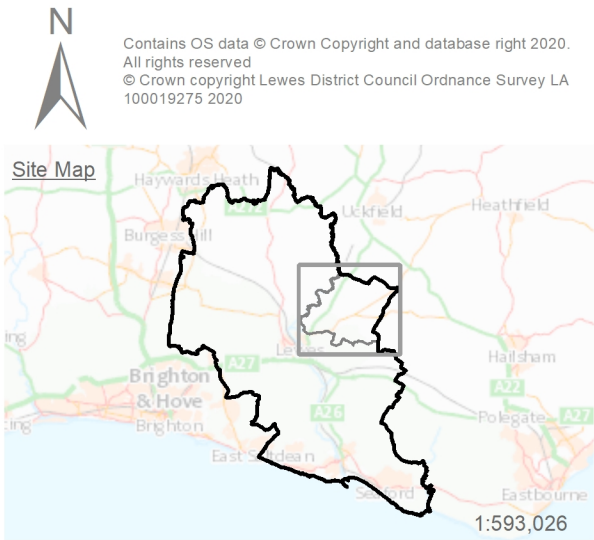 N
Contains OS data © Crown Copyright and database right 2020.
All rights reserved
© Crown copyright Lewes District Council Ordnance Survey LA
100019275 2020
Site Map
Haywards Heath
Heathfield
Uckfield
Burgess Hill
Lewes
Hailsham
A27
Brighton
& Hove
A22
A26
Polegate
A27
Brighton
East Saltdean
Seaford
Eastbourne
1:593,026